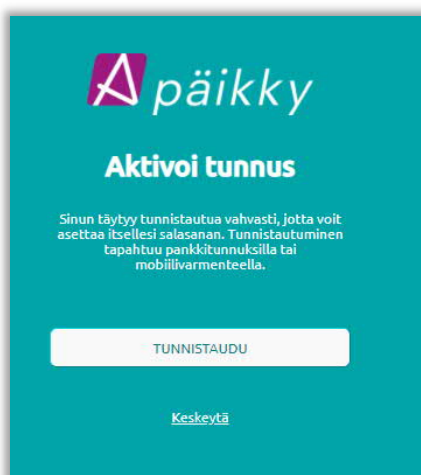 A päikky
Aktivoi tunnus
Sinun täytyy tunnistautua vahvasti, jotta voit
asettaa itsellesi salasanan. Tunnistautuminen
tapahtuu pankkitunnuksilla tai
mobiilivarmenteella.
TUNNISTAUDU
Keskeytä